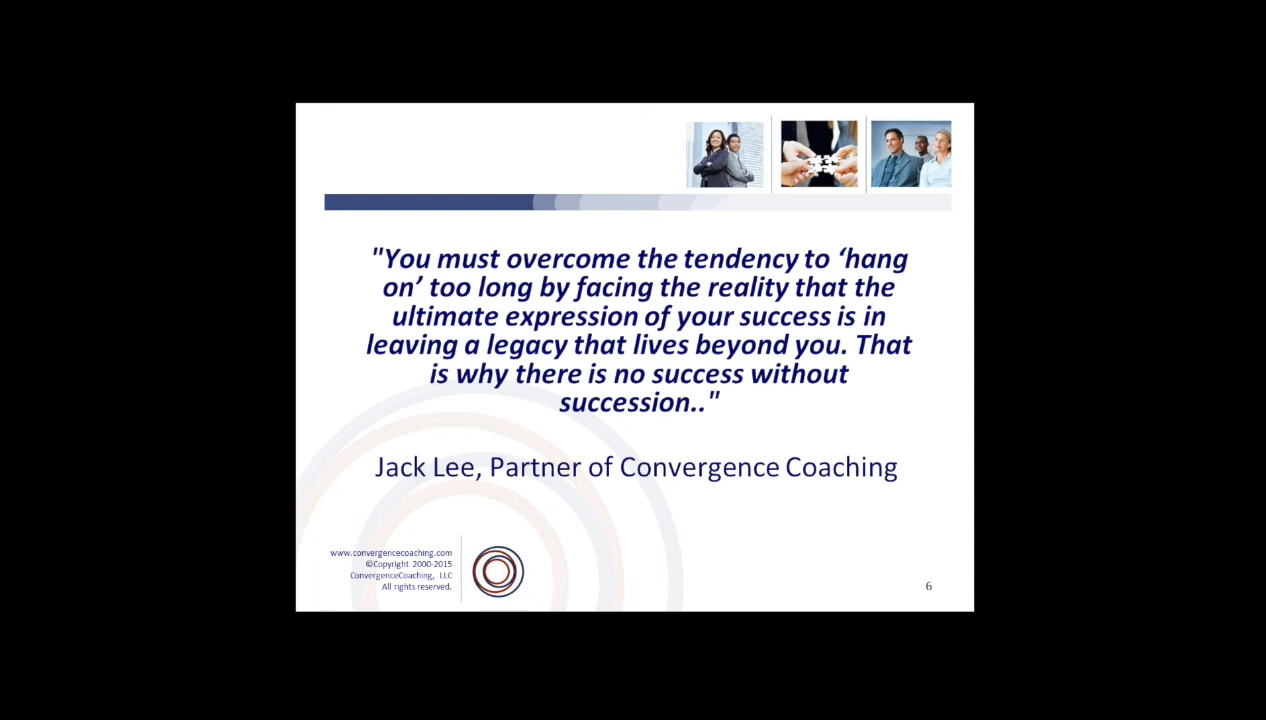 "You must overcome the tendency to ‘hang
on’ too long by facing the reality that the
ultimate expression of your success is in
leaving a legacy that lives beyond you. That
is why there is no success without
succession.."
Jack Lee, Partner of Convergence Coaching
www.convergencecoaching.com
©Copyright 2000-2015
ConvergenceCoaching, LLC
All rights reserved.
6